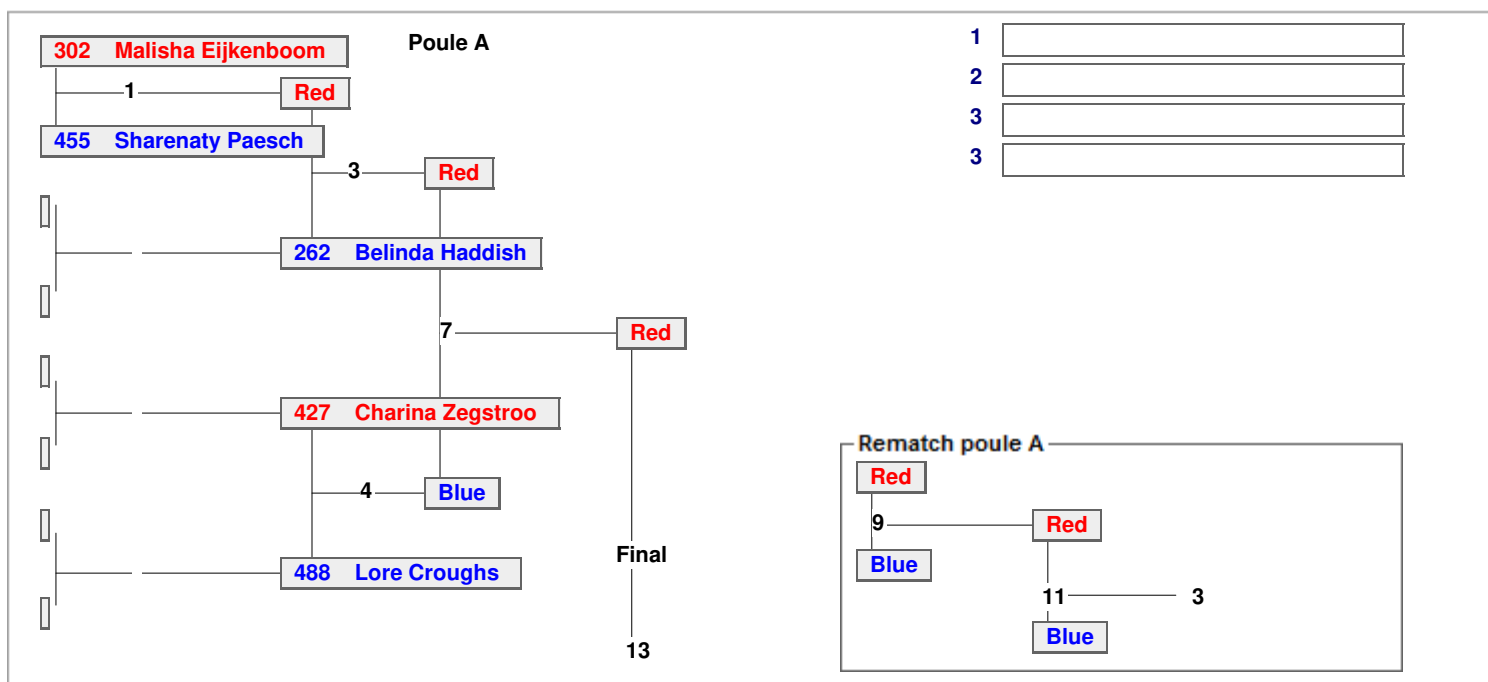 302 Malisha Eijkenboom
Poule A
1
Red
455 Sharenaty Paesch
3
Red
262 Belinda Haddish
7
Red
427 Charina Zegstroo
4
Blue
488 Lore Croughs
Final
13
1
2
3
3
Rematch poule A
Red
9
Red
Blue
11
3
Blue